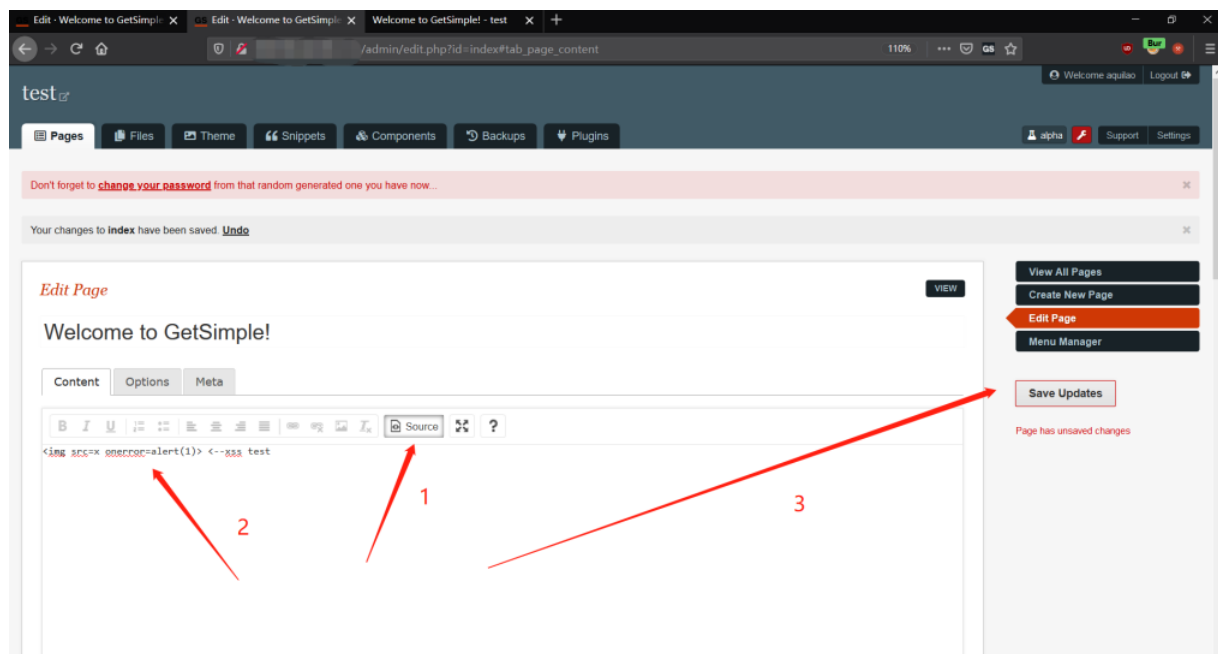 Edit - Welcome to GetSimple
GS Edit - Welcome to GetSimple
Welcome to GetSimple! - test
/admin/edit.php?id=index#tab_page_content
110%
GS
Bur
Welcome aquilao
Logout
test
Pages
Files
Theme
Snippets
Components
Backups
Plugins
alpha
Support
Settings
Don't forget to change your password from that random generated one you have now...
Your changes to index have been saved. Undo
Edit Page
VIEW
View All Pages
Create New Page
Edit Page
Menu Manager
Welcome to GetSimple!
Content
Options
Meta
Save Updates
Page has unsaved changes
B I U
Source
?
<img src=x onerror=alert(1)> <--xss test
1
2
3